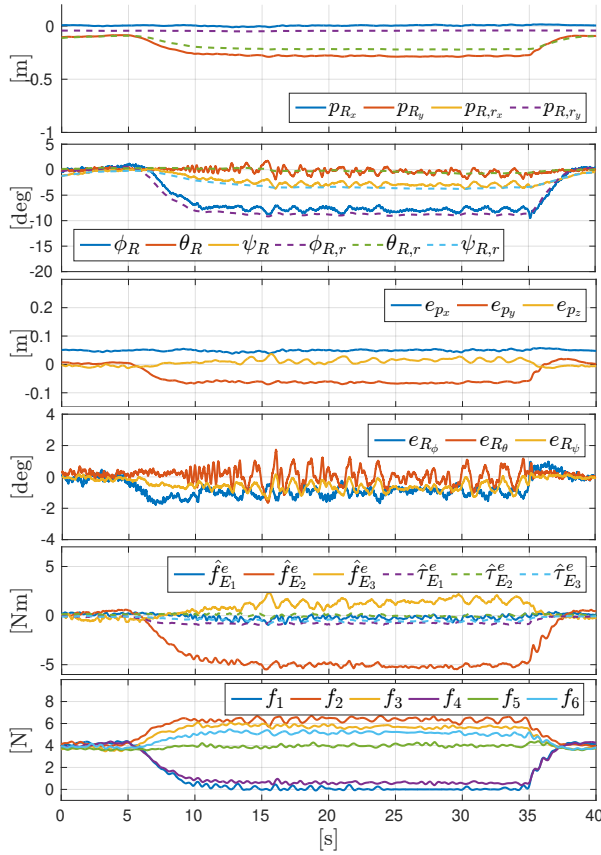 0
-0.5
-1
[m]
p_{R_x} p_{R_y} p_{R,r_x} p_{R,r_y}
5
0
-5
-10
-15
-20
[deg]
ϕ_R θ_R ψ_R ϕ_{R,r} θ_{R,r} ψ_{R,r}
0.2
0.1
0
-0.1
[m]
e_{p_x} e_{p_y} e_{p_z}
4
2
0
-2
-4
[deg]
e_{R_ϕ} e_{R_θ} e_{R_ψ}
5
0
-5
[Nm]
f̂^e_{E_1} f̂^e_{E_2} f̂^e_{E_3} τ̂^e_{E_1} τ̂^e_{E_2} τ̂^e_{E_3}
8
6
4
2
0
[N]
f_1 f_2 f_3 f_4 f_5 f_6
0 5 10 15 20 25 30 35 40
[s]